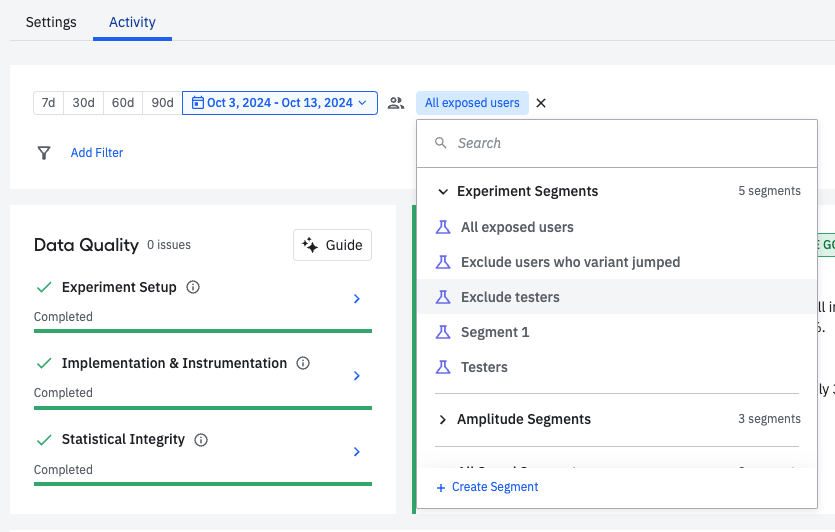 Settings Activity
7d 30d 60d 90d Oct 3, 2024 - Oct 13, 2024 All exposed users
Add Filter
Search
Experiment Segments 5 segments
All exposed users
Exclude users who variant jumped
Exclude testers
Segment 1
Testers
Amplitude Segments 3 segments
+ Create Segment
Data Quality 0 issues Guide
Experiment Setup
Completed
Implementation & Instrumentation
Completed
Statistical Integrity
Completed